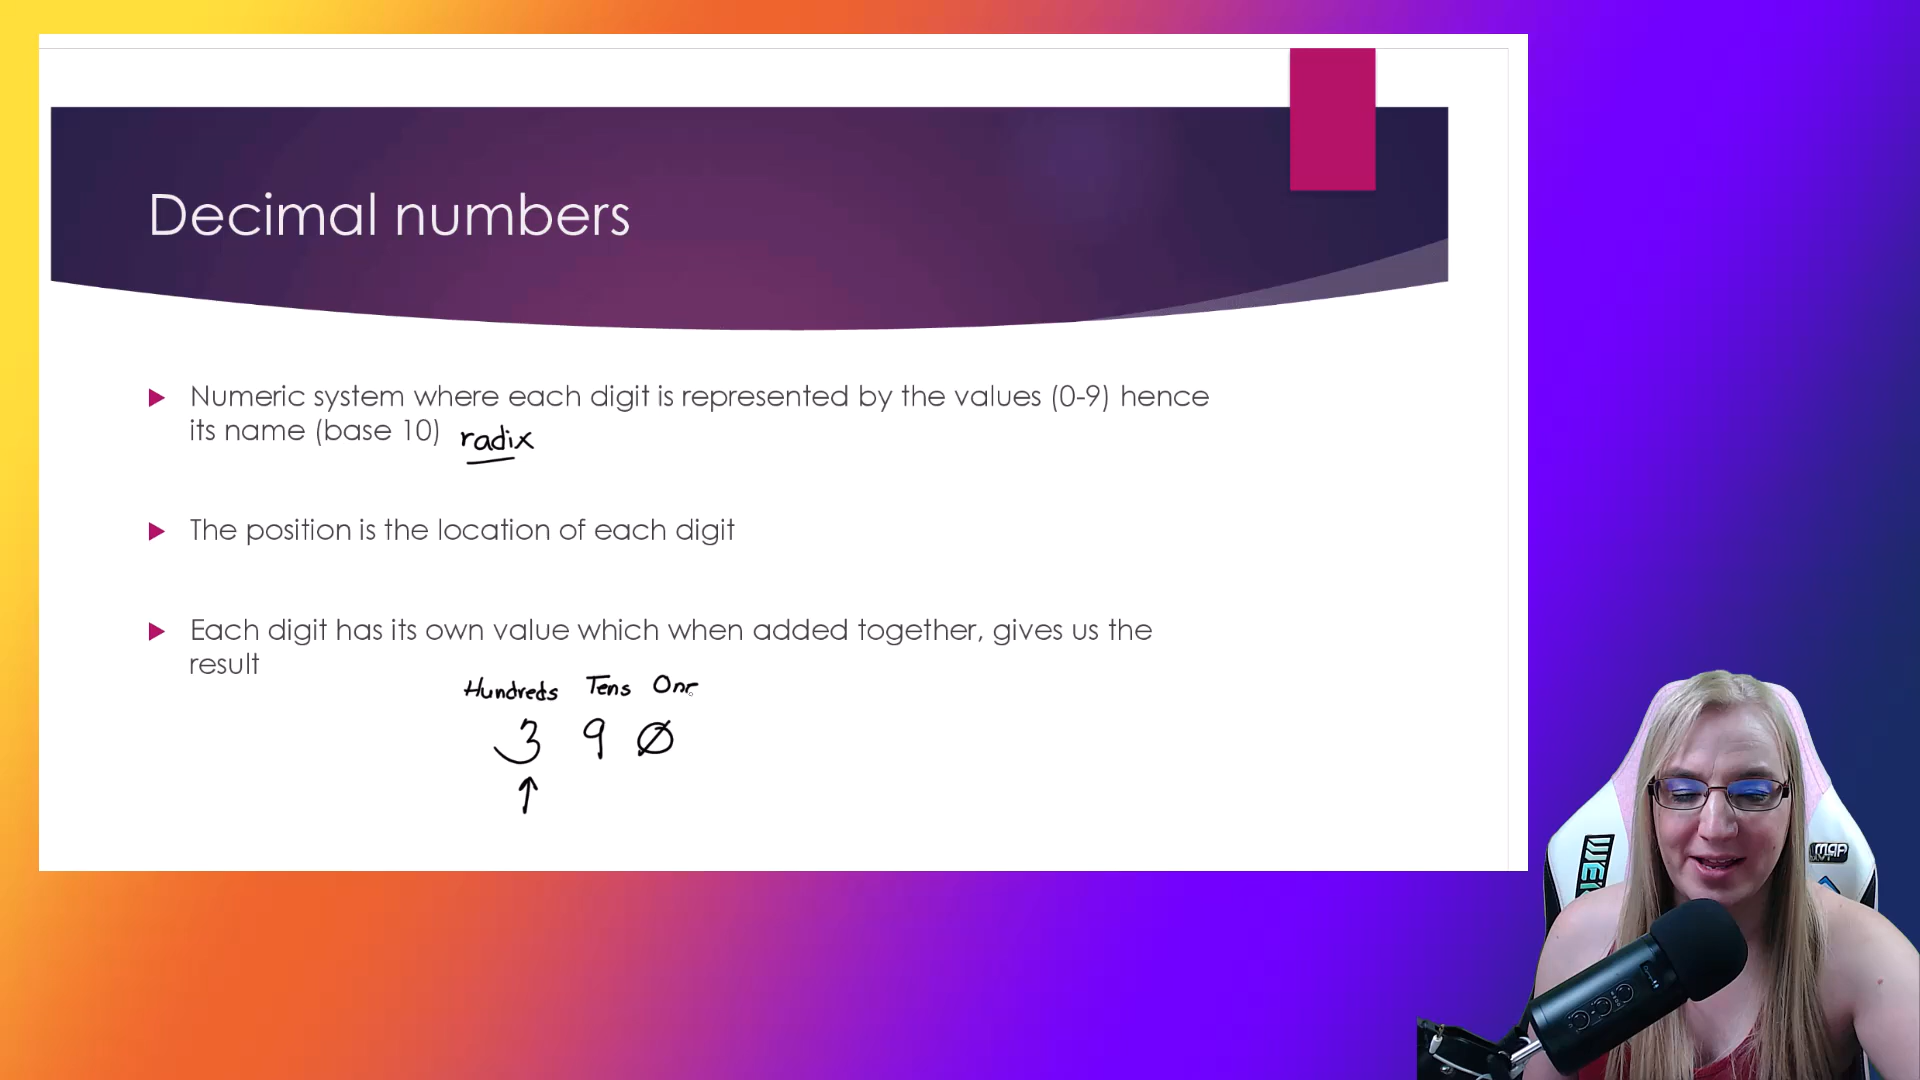 Decimal numbers
Numeric system where each digit is represented by the values (0-9) hence
its name (base 10) radix
The position is the location of each digit
Each digit has its own value which when added together, gives us the
result
Hundreds Tens One
3 9 0